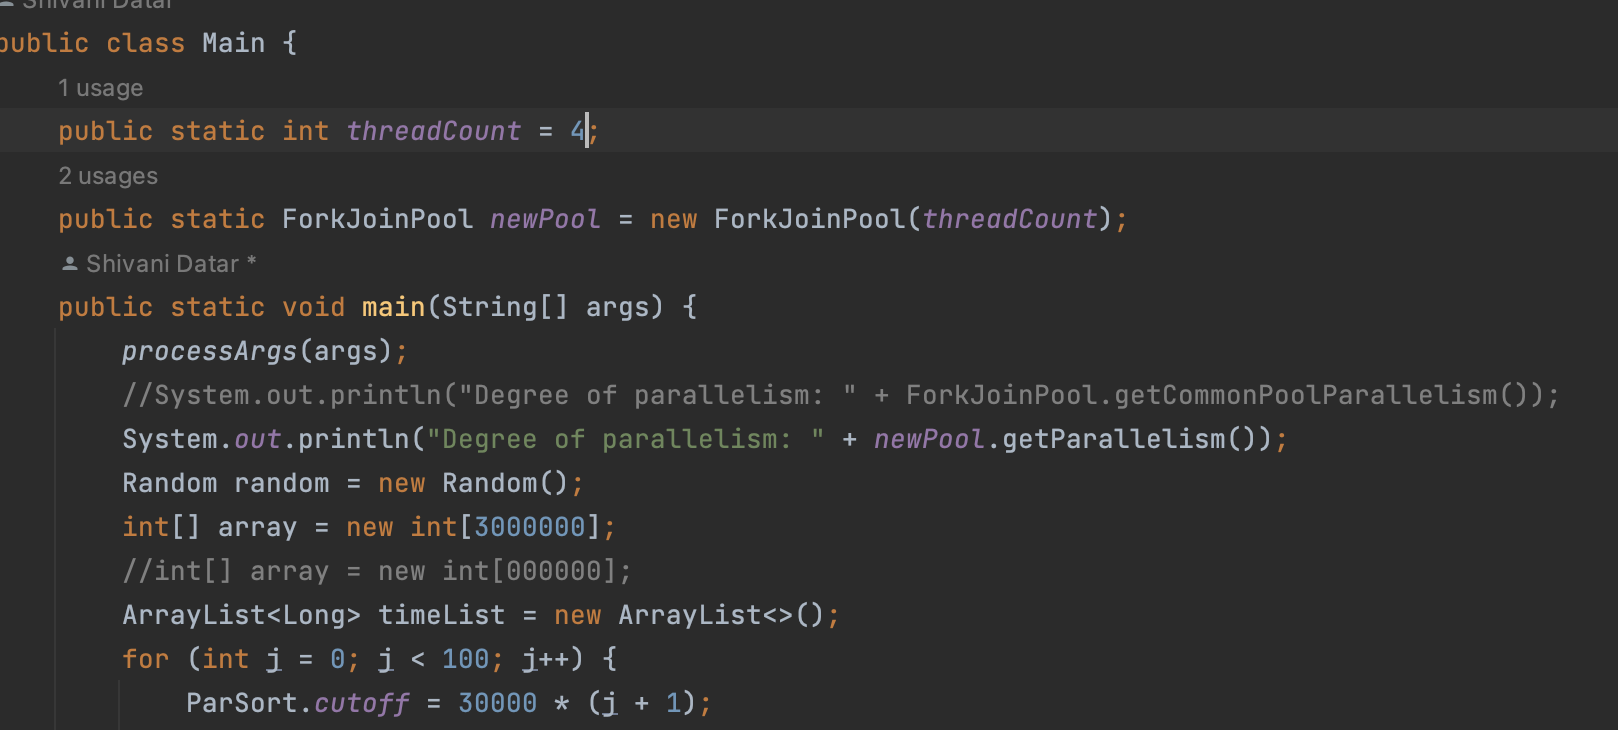 Shivani Datar
public class Main {
1 usage
public static int threadCount = 4;
2 usages
public static ForkJoinPool newPool = new ForkJoinPool(threadCount);
Shivani Datar *
public static void main(String[] args) {
processArgs(args);
//System.out.println("Degree of parallelism: " + ForkJoinPool.getCommonPoolParallelism());
System.out.println("Degree of parallelism: " + newPool.getParallelism());
Random random = new Random();
int[] array = new int[3000000];
//int[] array = new int[000000];
ArrayList<Long> timeList = new ArrayList<>();
for (int j = 0; j < 100; j++) {
ParSort.cutoff = 30000 * (j + 1);